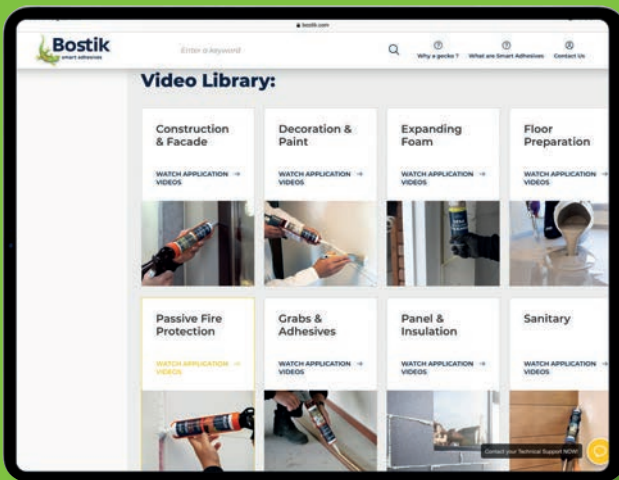 bostik.com
Bostik
smart adhesives
Enter a keyword
Why a gecko ?
What are Smart Adhesives
Contact Us
Video Library:
Construction
& Facade
WATCH APPLICATION →
VIDEOS
Decoration &
Paint
WATCH APPLICATION →
VIDEOS
Expanding
Foam
WATCH APPLICATION →
VIDEOS
Floor
Preparation
WATCH APPLICATION →
VIDEOS
Passive Fire
Protection
WATCH APPLICATION →
VIDEOS
Grabs &
Adhesives
WATCH APPLICATION →
VIDEOS
Panel &
Insulation
WATCH APPLICATION →
VIDEOS
Sanitary
WATCH APPLICATION →
VIDEOS
Contact your Technical Support NOW!